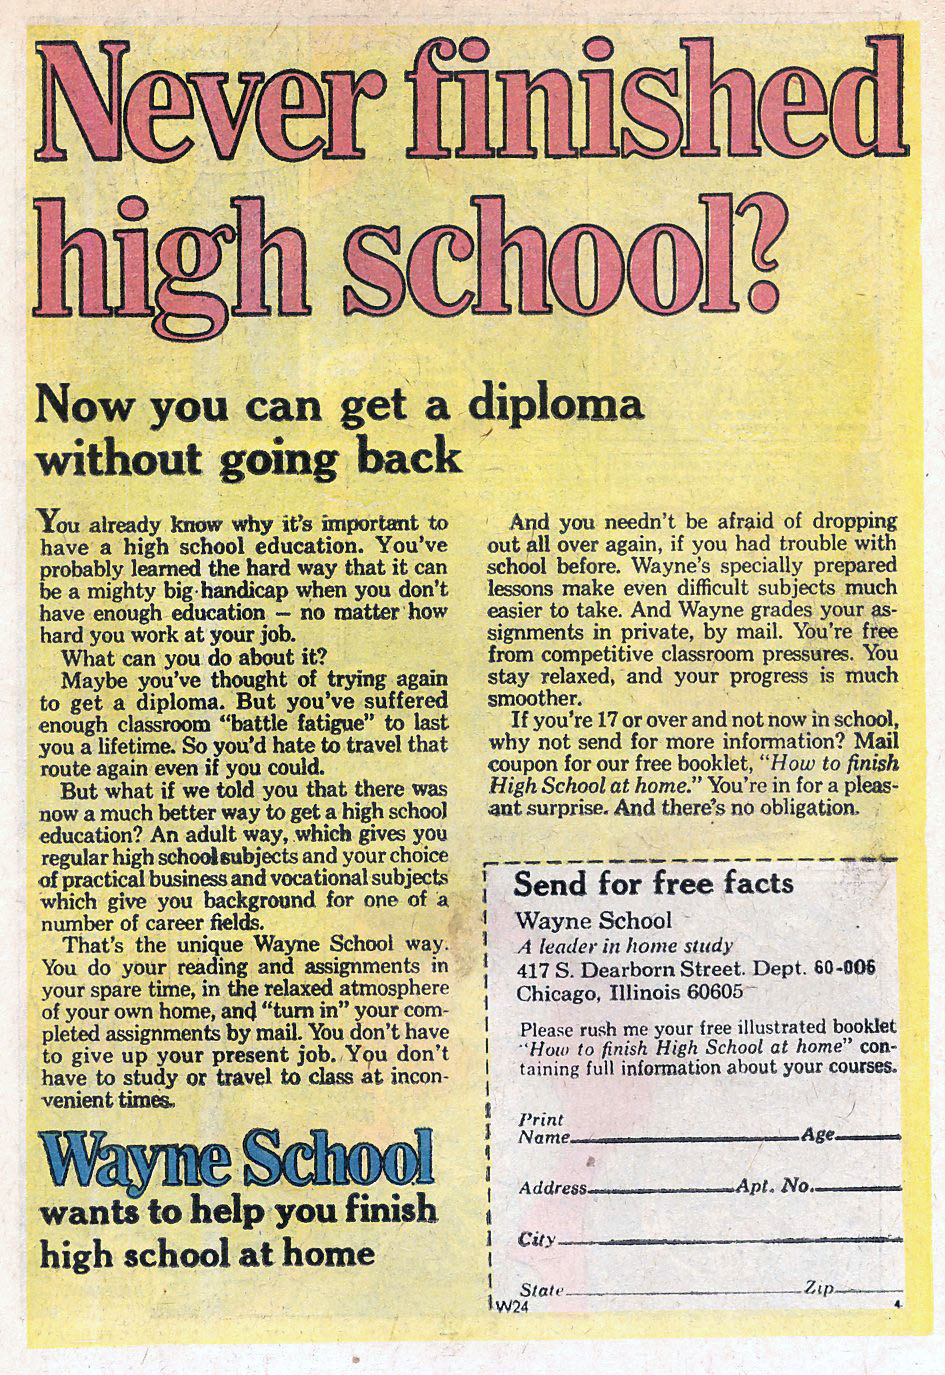 Never finished
high school?
Now you can get a diploma
without going back
You already know why it's important to
have a high school education. You've
probably learned the hard way that it can
be a mighty big handicap when you don't
have enough education — no matter how
hard you work at your job.
What can you do about it?
Maybe you've thought of trying again
to get a diploma. But you've suffered
enough classroom "battle fatigue" to last
you a lifetime. So you'd hate to travel that
route again even if you could.
But what if we told you that there was
now a much better way to get a high school
education? An adult way, which gives you
regular high school subjects and your choice
of practical business and vocational subjects
which give you background for one of a
number of career fields.
That's the unique Wayne School way.
You do your reading and assignments in
your spare time, in the relaxed atmosphere
of your own home, and "turn in" your com-
pleted assignments by mail. You don't have
to give up your present job. You don't
have to study or travel to class at incon-
venient times.
Wayne School
wants to help you finish
high school at home
And you needn't be afraid of dropping
out all over again, if you had trouble with
school before. Wayne's specially prepared
lessons make even difficult subjects much
easier to take. And Wayne grades your as-
signments in private, by mail. You're free
from competitive classroom pressures. You
stay relaxed, and your progress is much
smoother.
If you're 17 or over and not now in school,
why not send for more information? Mail
coupon for our free booklet, "How to finish
High School at home." You're in for a pleas-
ant surprise. And there's no obligation.
Send for free facts
Wayne School
A leader in home study
417 S. Dearborn Street. Dept. 60-006
Chicago, Illinois 60605
Please rush me your free illustrated booklet
"How to finish High School at home" con-
taining full information about your courses.
Print
Name Age
Address Apt. No.
City
State Zip
W24 4